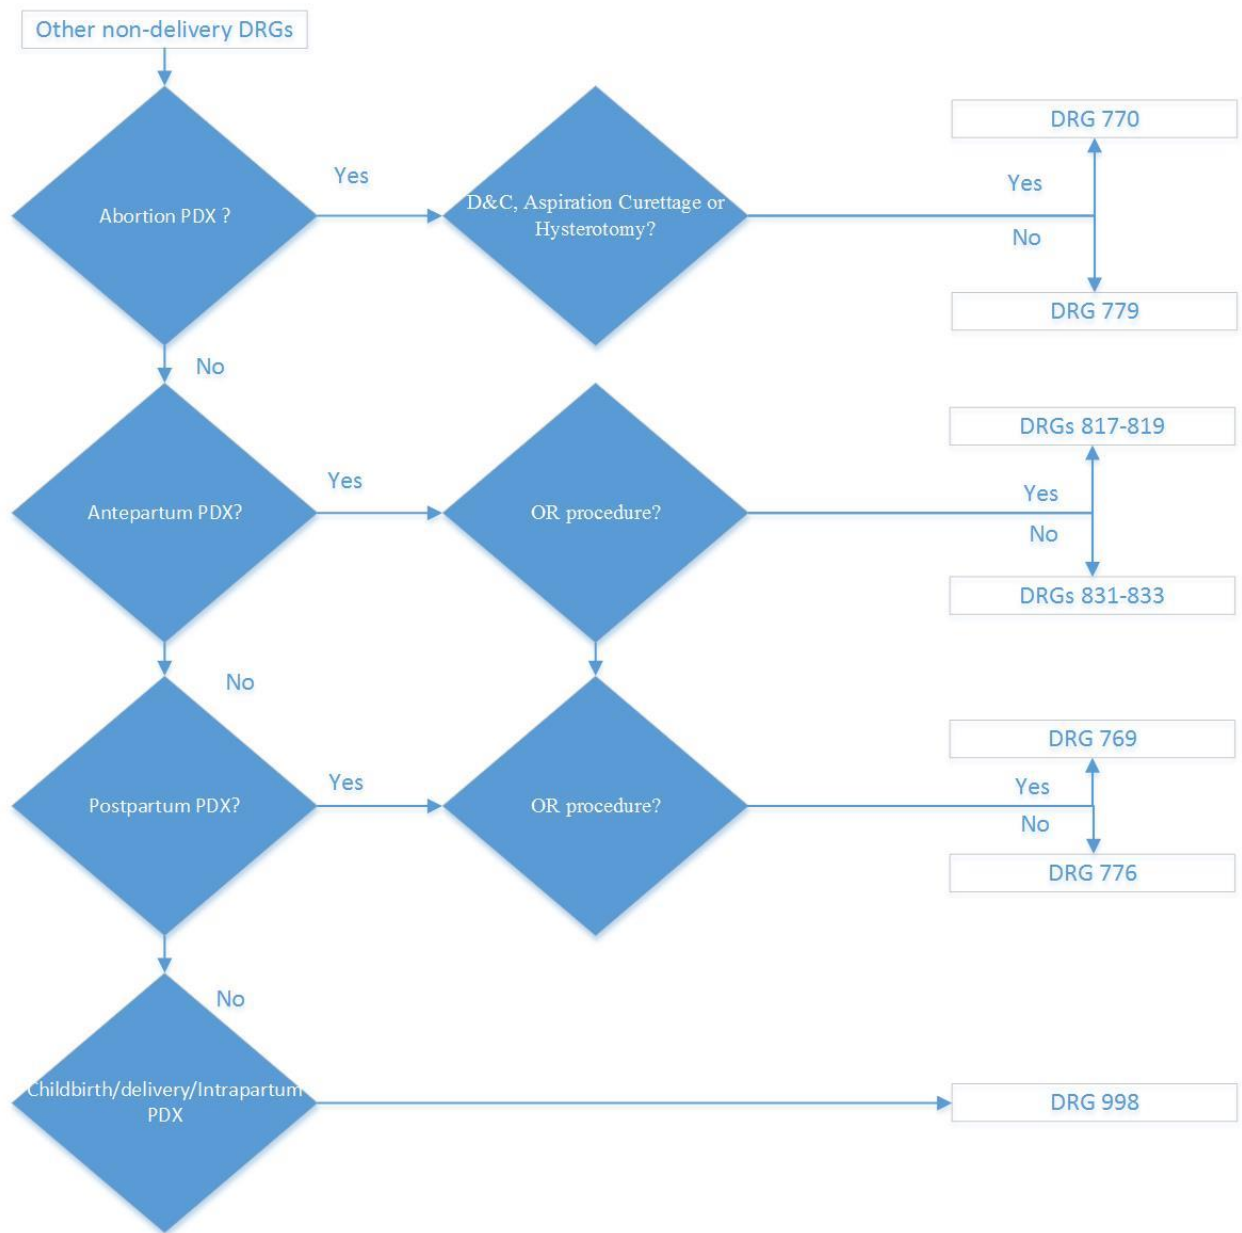 Other non-delivery DRGs
Abortion PDX ?
Yes
D&C, Aspiration Curettage or
Hysterotomy?
DRG 770
Yes
No
DRG 779
No
Antepartum PDX?
Yes
OR procedure?
DRGs 817-819
Yes
No
DRGs 831-833
No
Postpartum PDX?
Yes
OR procedure?
DRG 769
Yes
No
DRG 776
No
Childbirth/delivery/Intrapartum
PDX
DRG 998